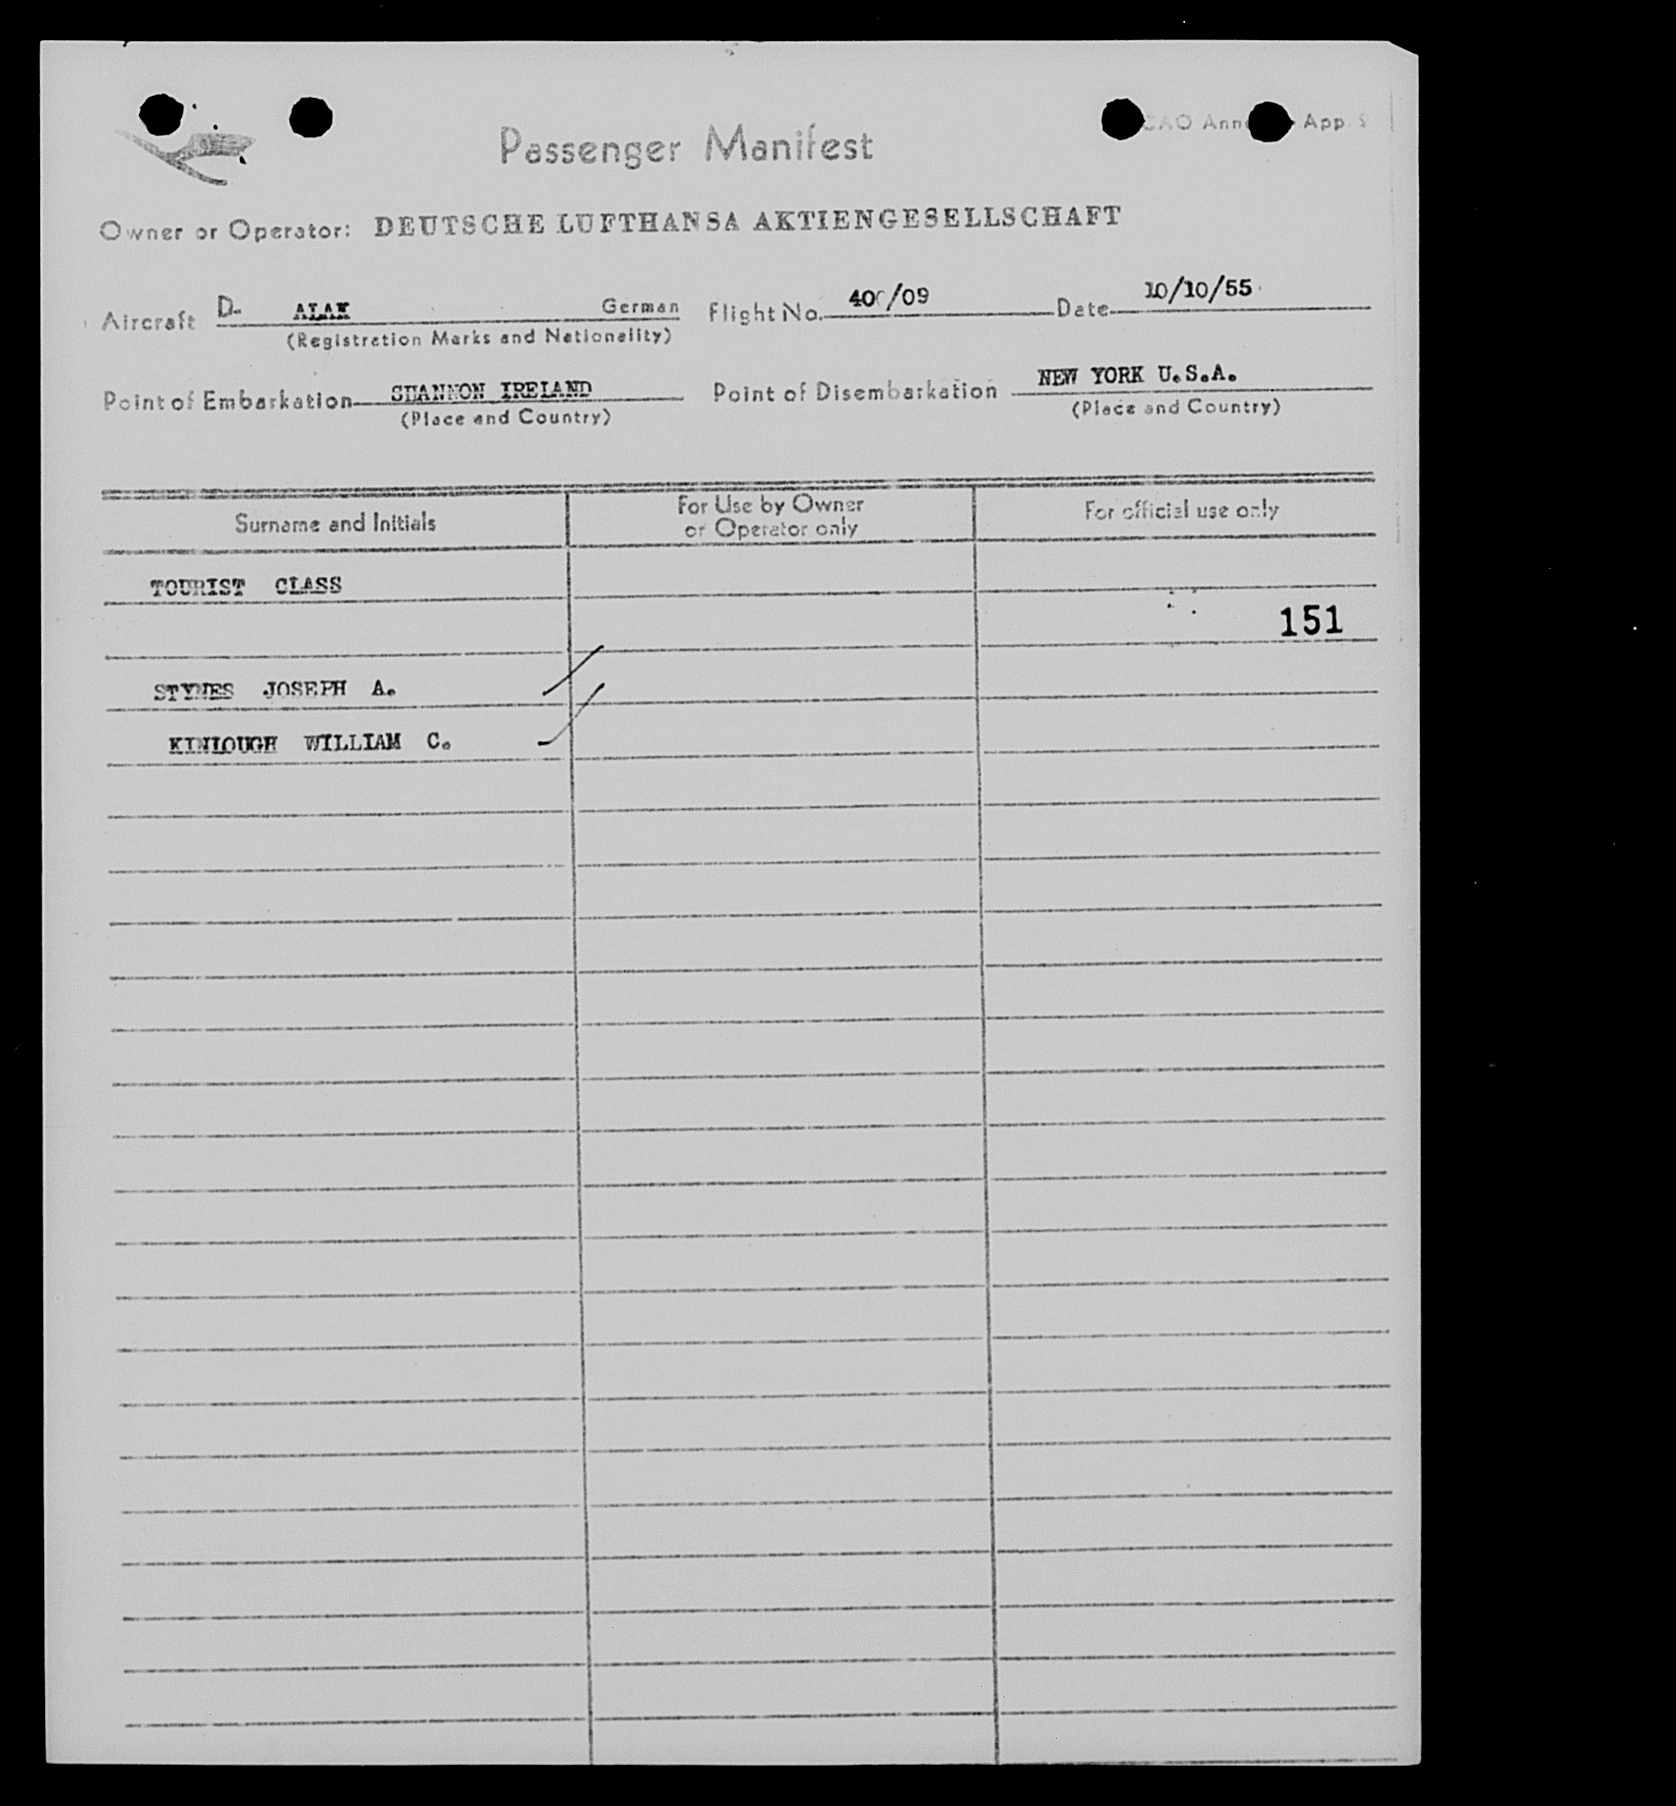 Passenger Manifest
App. 9
Owner or Operator: DEUTSCHE LUFTHANSA AKTIENGESELLSCHAFT
Aircraft D- ALAK German Flight No. 400/09 Date 10/10/55
(Registration Marks and Nationality)
Point of Embarkation SHANNON IRELAND Point of Disembarkation NEW YORK U.S.A.
(Place and Country) (Place and Country)
Surname and Initials For Use by Owner or Operator only For official use only
TOURIST CLASS
151
STYNES JOSEPH A.
KINLOUGH WILLIAM C.